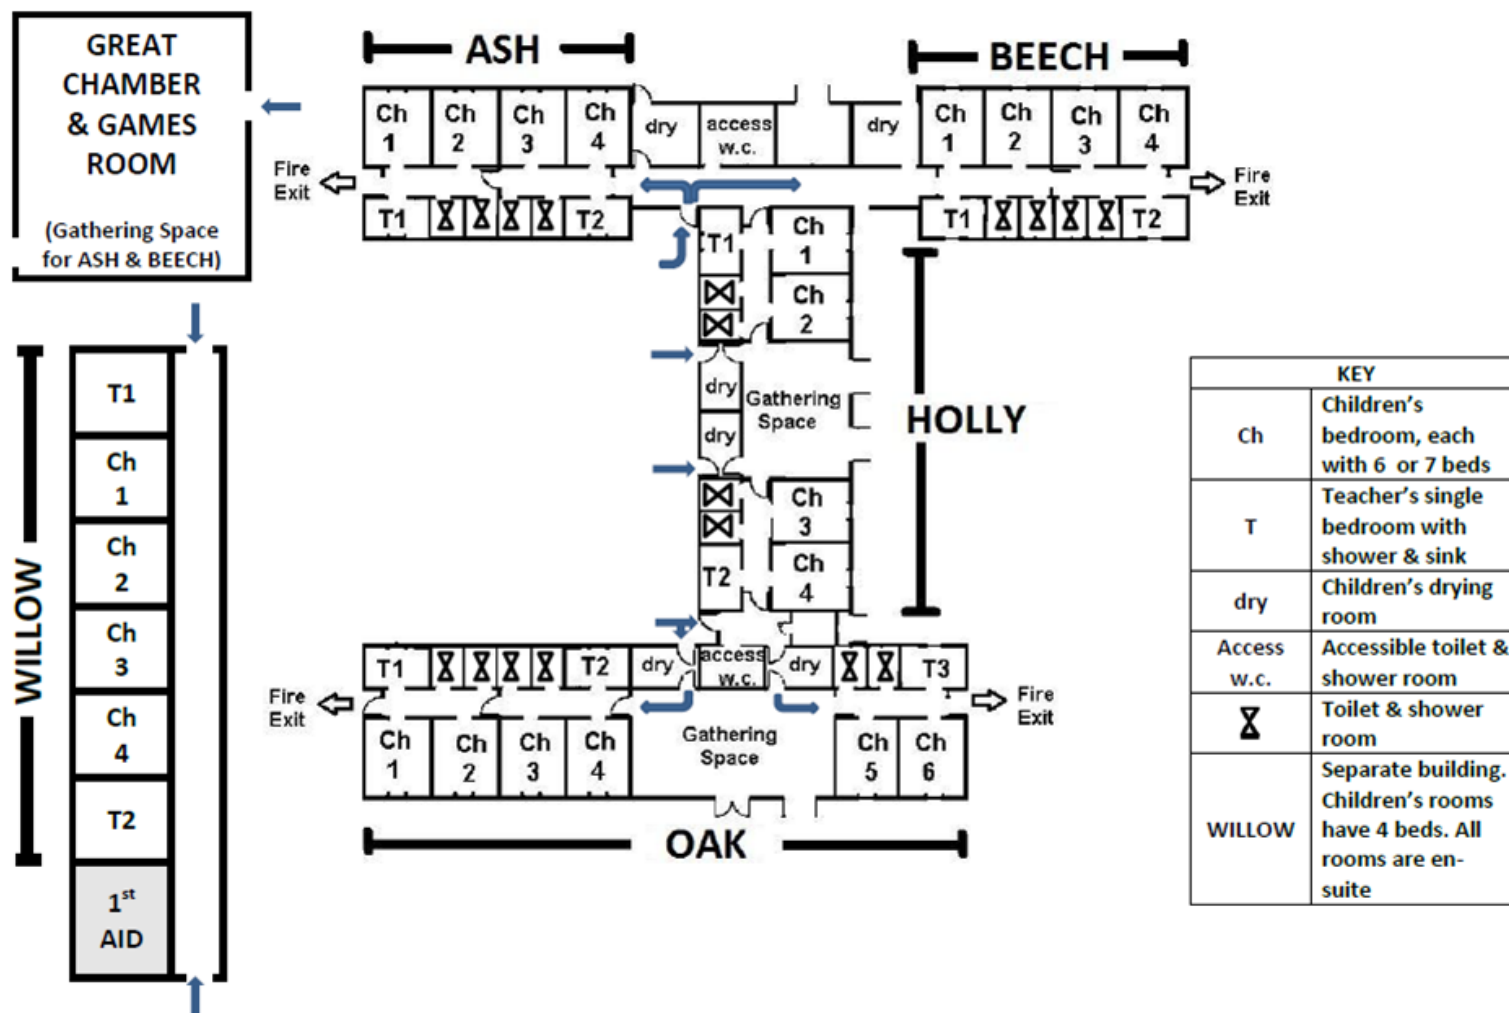 GREAT
CHAMBER
& GAMES
ROOM
(Gathering Space
for ASH & BEECH)
WILLOW
T1
Ch
1
Ch
2
Ch
3
Ch
4
T2
1st
AID
ASH
Ch
1
Ch
2
Ch
3
Ch
4
dry
access
w.c.
dry
Fire
Exit
T1
T2
BEECH
Ch
1
Ch
2
Ch
3
Ch
4
Fire
Exit
T1
T2
HOLLY
T1
Ch
1
Ch
2
dry
Gathering
Space
dry
Ch
3
T2
Ch
4
T1
T2
dry
access
w.c.
dry
T3
Fire
Exit
Fire
Exit
Ch
1
Ch
2
Ch
3
Ch
4
Gathering
Space
Ch
5
Ch
6
OAK
KEY
Ch
Children's
bedroom, each
with 6 or 7 beds
T
Teacher's single
bedroom with
shower & sink
dry
Children's drying
room
Access
w.c.
Accessible toilet &
shower room
Toilet & shower
room
WILLOW
Separate building.
Children's rooms
have 4 beds. All
rooms are en-
suite